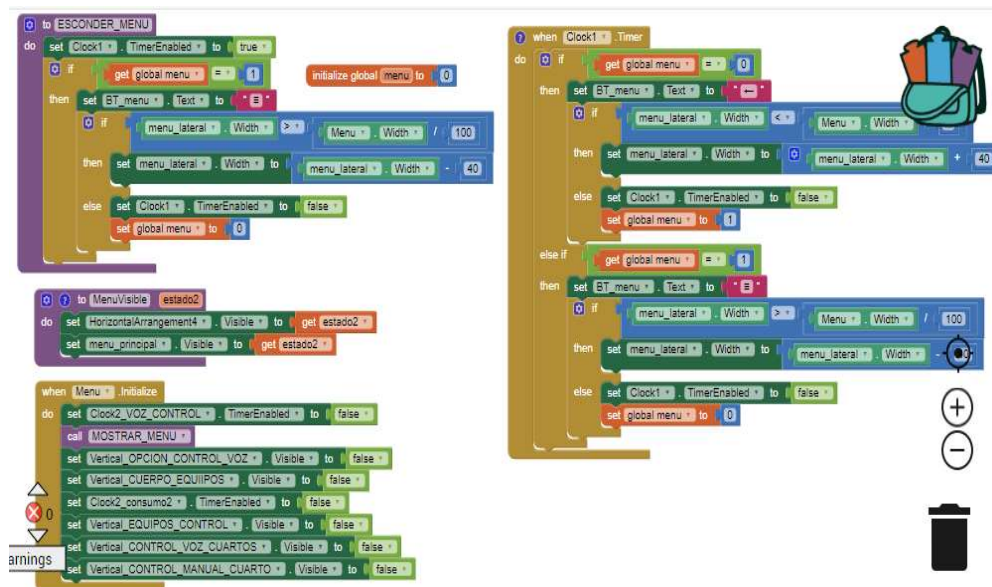 to ESCONDER_MENU
do set Clock1 . TimerEnabled to true
if get global menu = 1
then set BT_menu . Text to " ≡ "
if menu_lateral . Width > Menu . Width / 100
then set menu_lateral . Width to menu_lateral . Width - 40
else set Clock1 . TimerEnabled to false
set global menu to 0
initialize global menu to 0
to MenuVisible estado2
do set HorizontalArrangement4 . Visible to get estado2
set menu_principal . Visible to get estado2
when Menu .Initialize
do set Clock2_VOZ_CONTROL . TimerEnabled to false
call MOSTRAR_MENU
set Vertical_OPCION_CONTROL_VOZ . Visible to false
set Vertical_CUERPO_EQUIIPOS . Visible to false
set Clock2_consumo2 . TimerEnabled to false
set Vertical_EQUIPOS_CONTROL . Visible to false
set Vertical_CONTROL_VOZ_CUARTOS . Visible to false
set Vertical_CONTROL_MANUAL_CUARTO . Visible to false
0
arnings
when Clock1 .Timer
do if get global menu = 0
then set BT_menu . Text to " ← "
if menu_lateral . Width < Menu . Width
then set menu_lateral . Width to menu_lateral . Width + 40
else set Clock1 . TimerEnabled to false
set global menu to 1
else if get global menu = 1
then set BT_menu . Text to " ≡ "
if menu_lateral . Width > Menu . Width / 100
then set menu_lateral . Width to menu_lateral . Width -
else set Clock1 . TimerEnabled to false
set global menu to 0